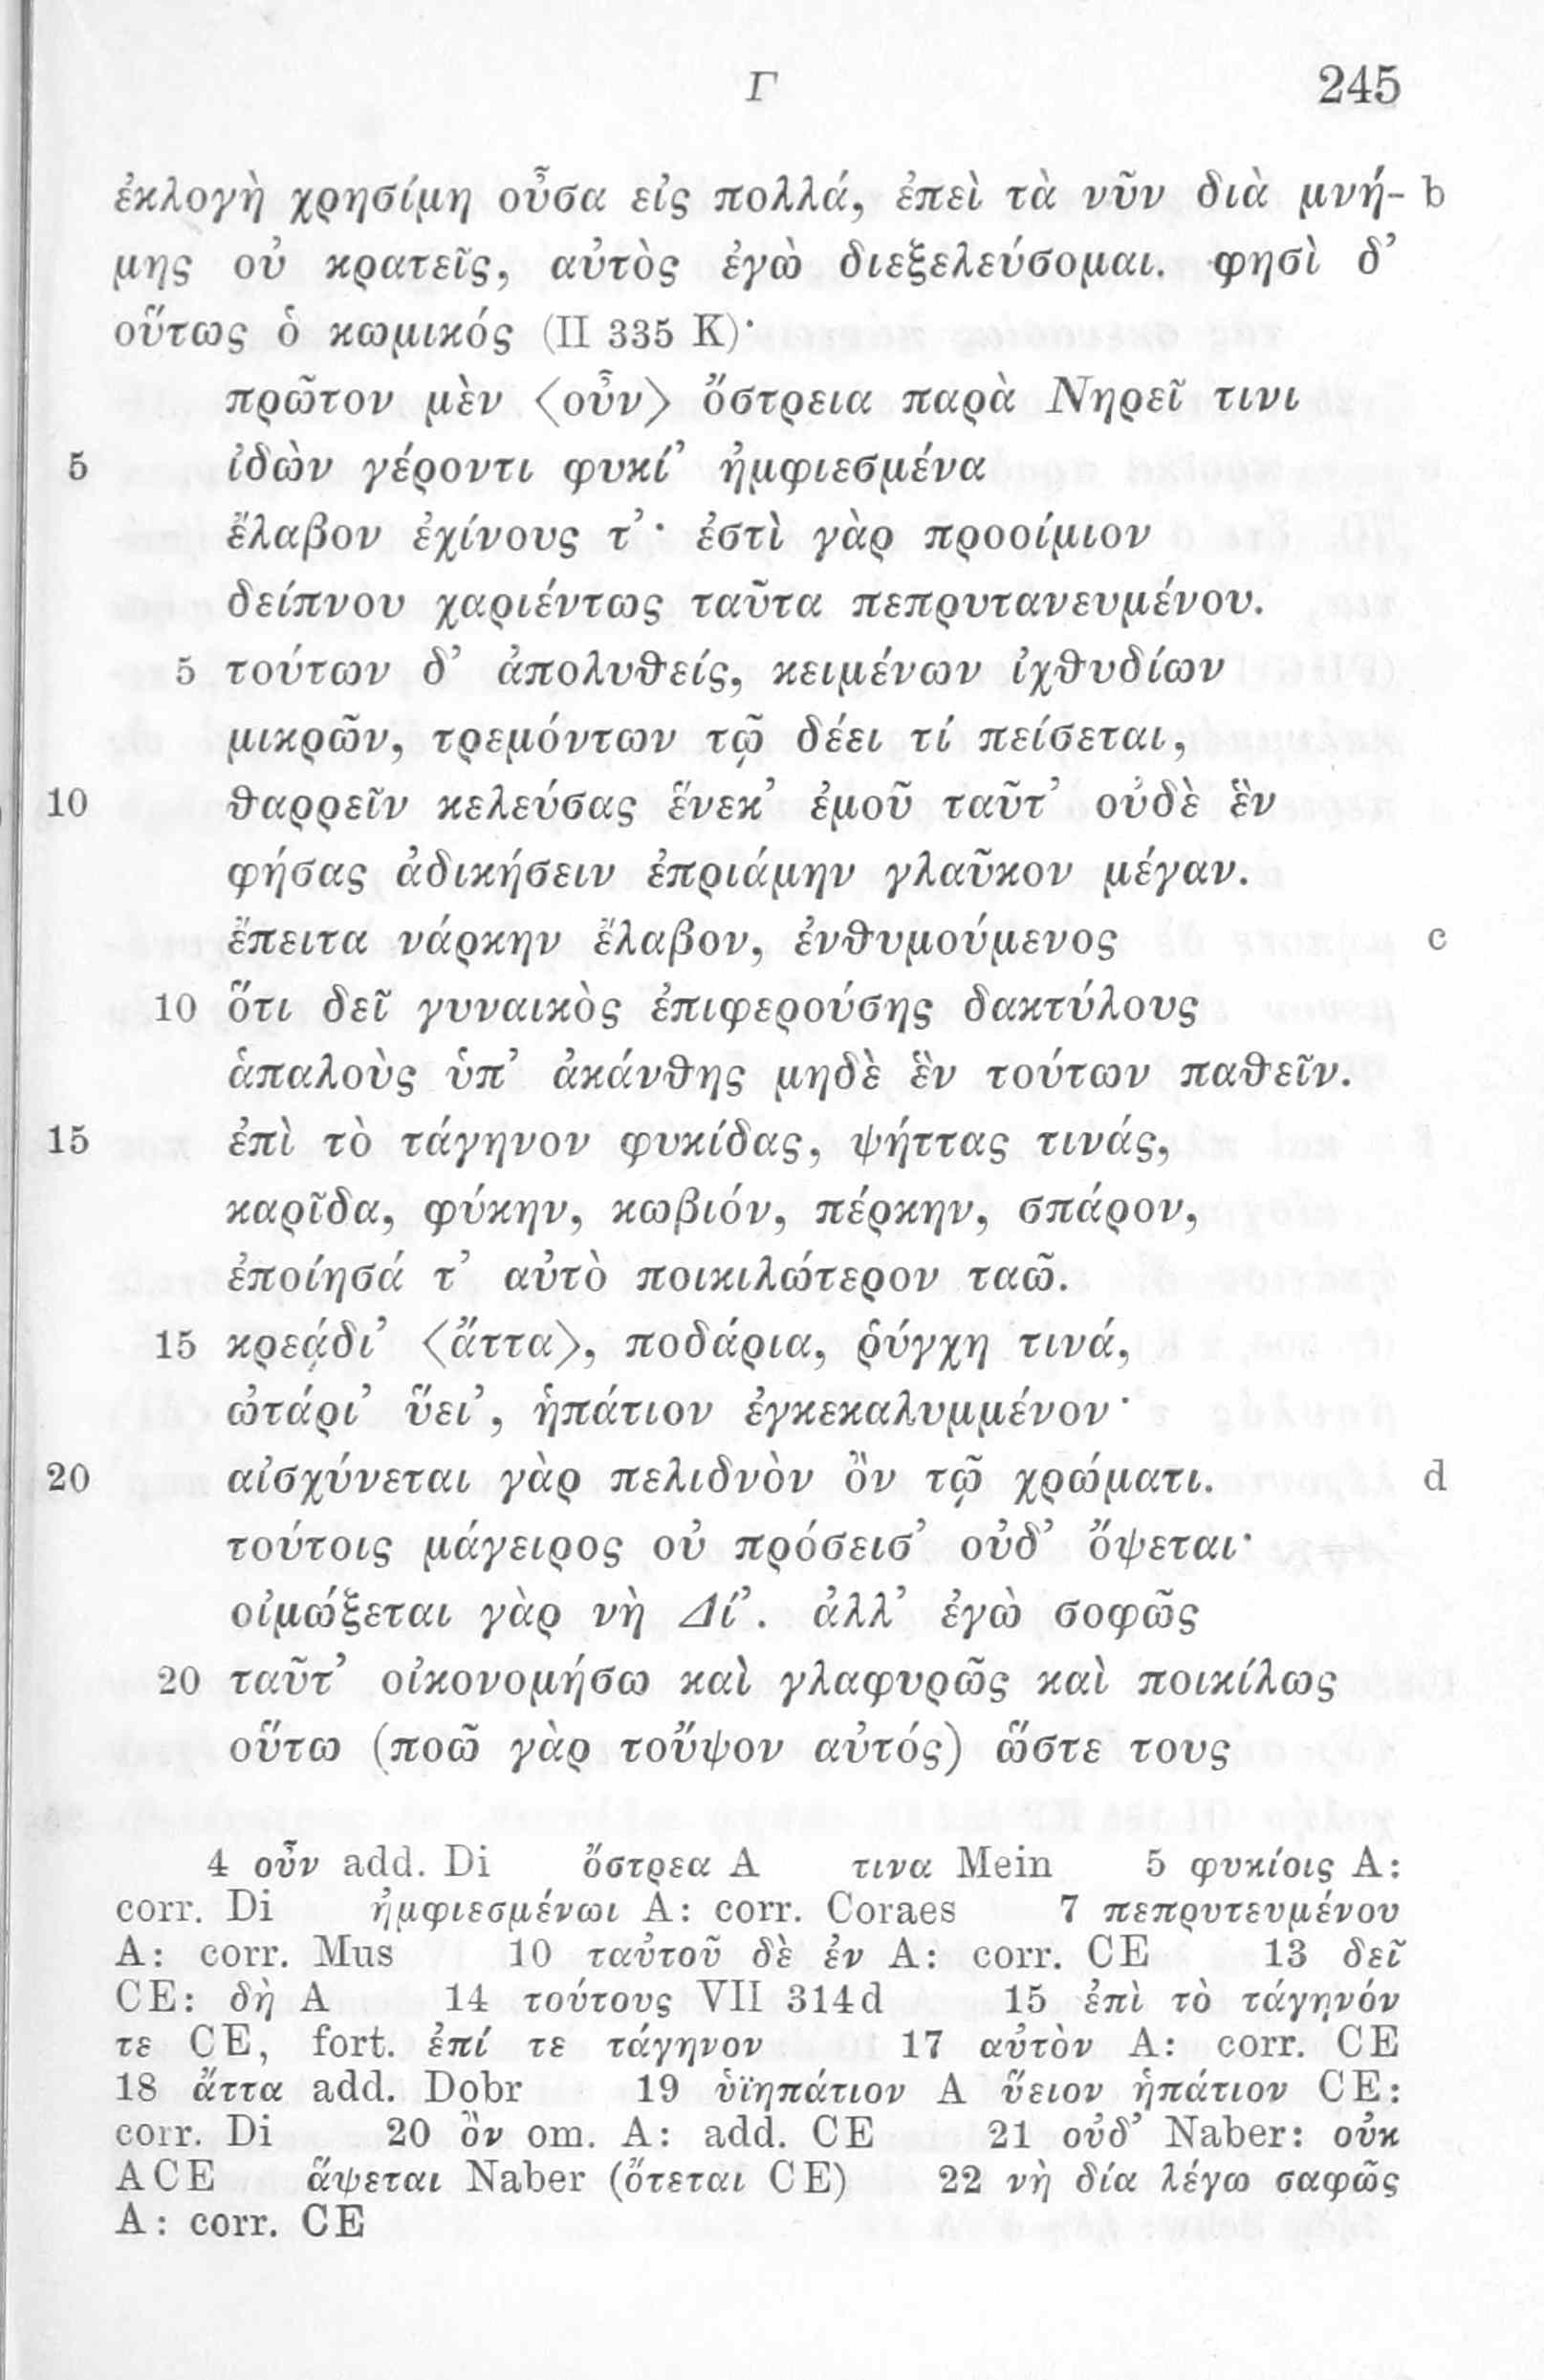 Γ 245
ἐκλογὴ χρησίμη οὖσα εἰς πολλά, ἐπεὶ τὰ νῦν διὰ μνή- b
μης οὐ κρατεῖς, αὐτὸς ἐγὼ διεξελεύσομαι. φησὶ δ’
οὕτως ὁ κωμικός (II 335 K)·
πρῶτον μὲν <οὖν> ὄστρεια παρὰ Νηρεῖ τινι
5 ἰδὼν γέροντι φυκί’ ἠμφιεσμένα
ἔλαβον ἐχίνους τ’· ἐστὶ γὰρ προοίμιον
δείπνου χαριέντως ταῦτα πεπρυτανευμένου.
5 τούτων δ’ ἀπολυθείς, κειμένων ἰχθυδίων
μικρῶν, τρεμόντων τῷ δέει τί πείσεται,
10 θαρρεῖν κελεύσας ἕνεκ’ ἐμοῦ ταῦτ’ οὐδὲ ἓν
φήσας ἀδικήσειν ἐπριάμην γλαῦκον μέγαν.
ἔπειτα νάρκην ἔλαβον, ἐνθυμούμενος c
10 ὅτι δεῖ γυναικὸς ἐπιφερούσης δακτύλους
ἁπαλοὺς ὑπ’ ἀκάνθης μηδὲ ἓν τούτων παθεῖν.
15 ἐπὶ τὸ τάγηνον φυκίδας, ψήττας τινάς,
καρῖδα, φύκην, κωβιόν, πέρκην, σπάρον,
ἐποίησά τ’ αὐτὸ ποικιλώτερον ταῶ.
15 κρεᾴδι’ <ἄττα>, ποδάρια, ῥύγχη τινά,
ὠτάρι’ ὕει’, ἡπάτιον ἐγκεκαλυμμένον·
20 αἰσχύνεται γὰρ πελιδνὸν ὂν τῷ χρώματι. d
τούτοις μάγειρος οὐ πρόσεισ’ οὐδ’ ὄψεται·
οἰμώξεται γὰρ νὴ Δί’. ἀλλ’ ἐγὼ σοφῶς
20 ταῦτ’ οἰκονομήσω καὶ γλαφυρῶς καὶ ποικίλως
οὕτω (ποῶ γὰρ τοὔψον αὐτός) ὥστε τους
4 οὖν add. Di ὄστρεα A τινα Mein 5 φυκίοις A:
corr. Di ἠμφιεσμένωι A: corr. Coraes 7 πεπρυτευμένου
A: corr. Mus 10 ταὐτοῦ δὲ ἐν A: corr. CE 13 δεῖ
CE: δὴ A 14 τούτους VII 314d 15 ἐπὶ τὸ τάγηνόν
τε CE, fort. ἐπί τε τάγηνον 17 αὐτὸν A: corr. CE
18 ἄττα add. Dobr 19 ὑϊηπάτιον A ὕειον ἡπάτιον CE:
corr. Di 20 ὂν om. A: add. CE 21 οὐδ’ Naber: οὐκ
ACE ἅψεται Naber (ὄτεται CE) 22 νὴ δία λέγω σαφῶς
A: corr. CE